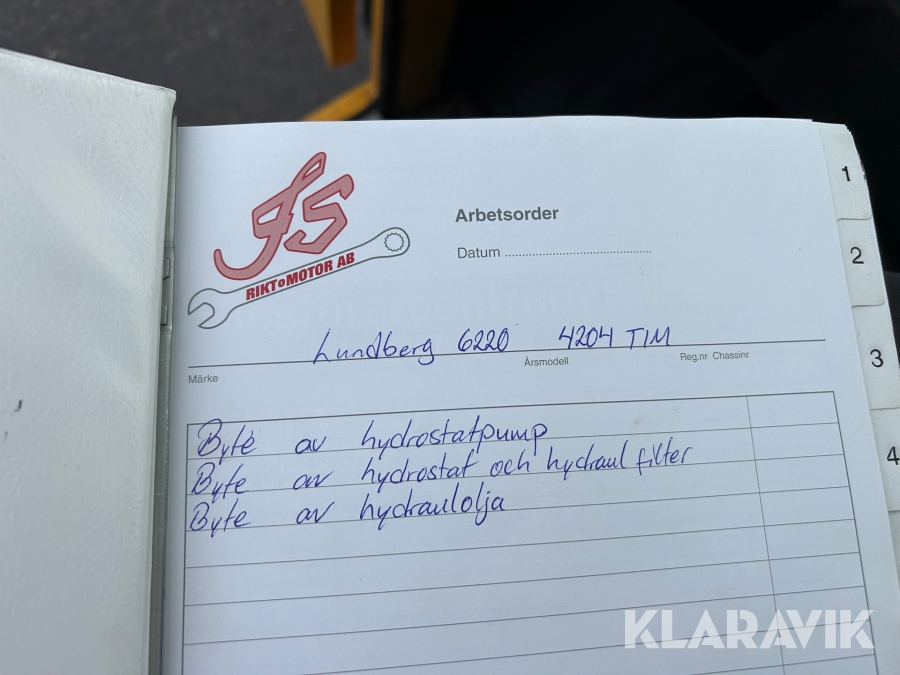 JS
RIKToMOTOR AB
Arbetsorder
Datum ..........................................
Lundberg 6220 4204 TIM
Märke Årsmodell Reg.nr Chassinr
Byte av hydrostatpump
Byte av hydrostat och hydraul filter
Byte av hydraulolja
1
2
3
4
KLARAVIK